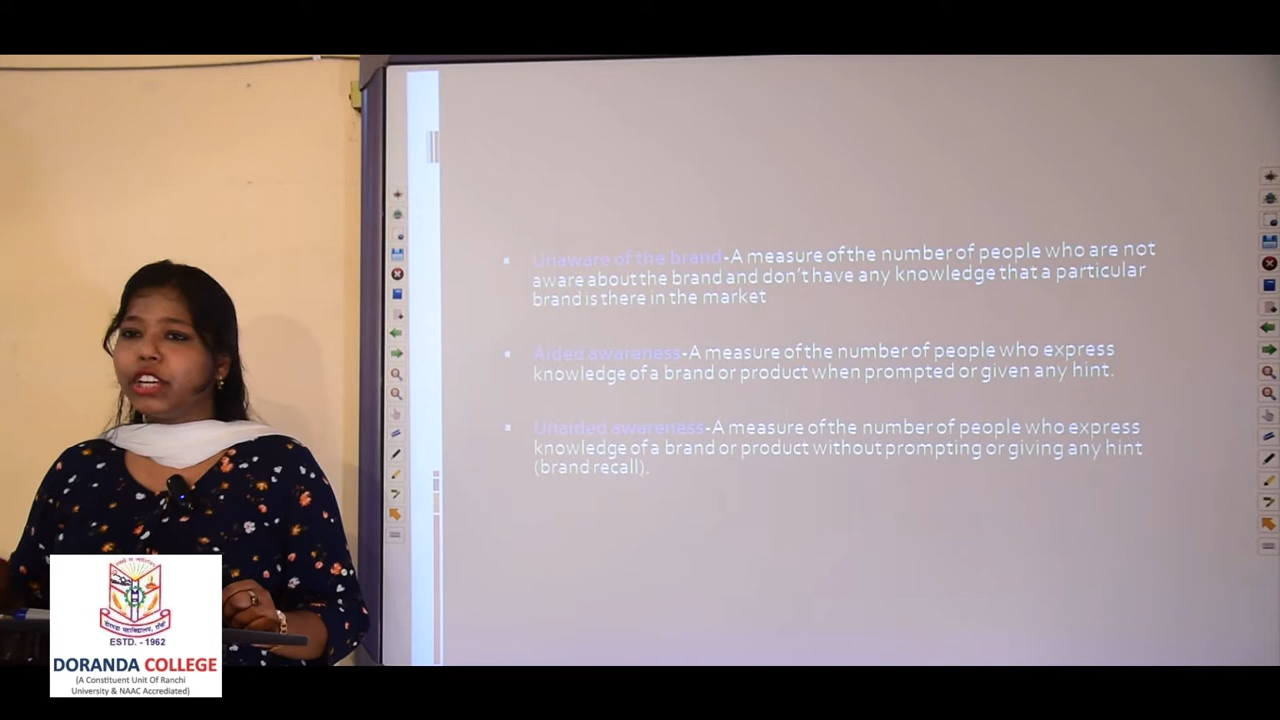 Unaware of the brand-A measure of the number of people who are not
aware about the brand and don't have any knowledge that a particular
brand is there in the market
Aided awareness-A measure of the number of people who express
knowledge of a brand or product when prompted or given any hint.
Unaided awareness-A measure of the number of people who express
knowledge of a brand or product without prompting or giving any hint
(brand recall).
ESTD. - 1962
DORANDA COLLEGE
(A Constituent Unit Of Ranchi
University & NAAC Accredited)